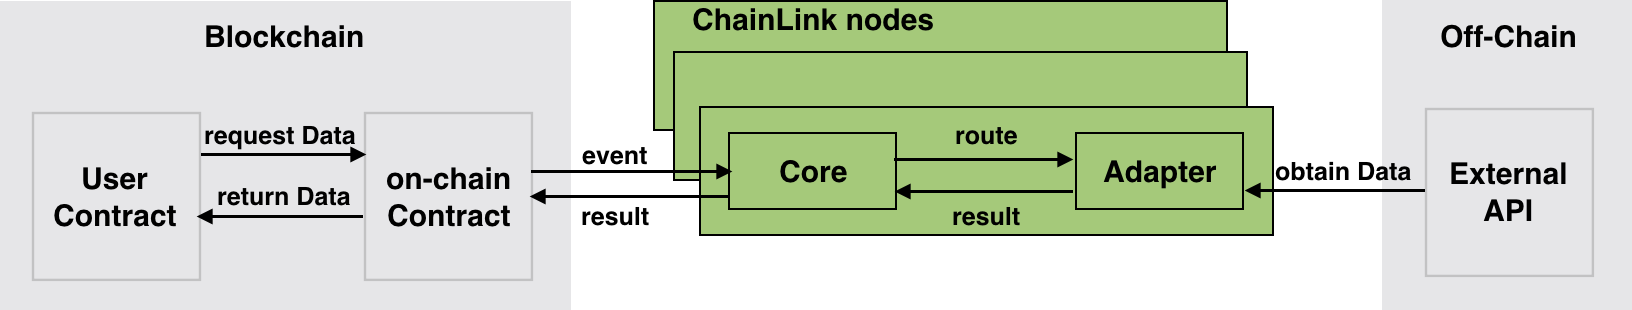 Blockchain
ChainLink nodes
Off-Chain
User
Contract
request Data
return Data
on-chain
Contract
event
result
Core
route
result
Adapter
obtain Data
External
API